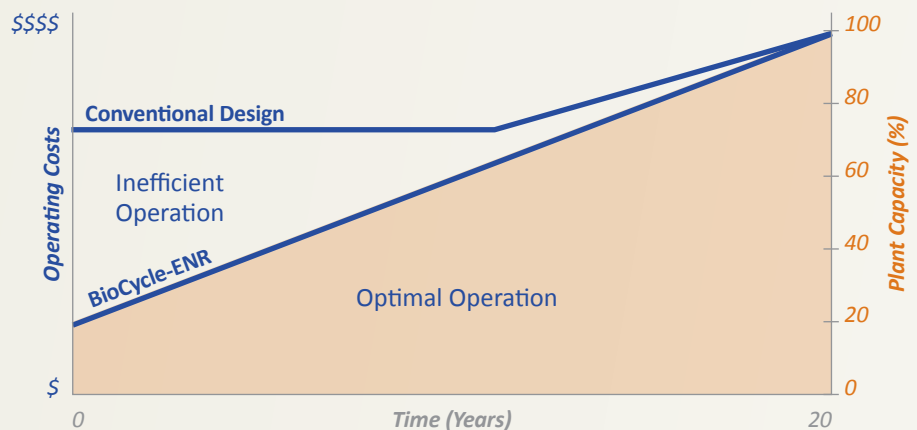 $$$$
100
Conventional Design
80
Inefficient
Operation
60
Operating Costs
Plant Capacity (%)
40
BioCycle-ENR
Optimal Operation
20
$
0
0
Time (Years)
20